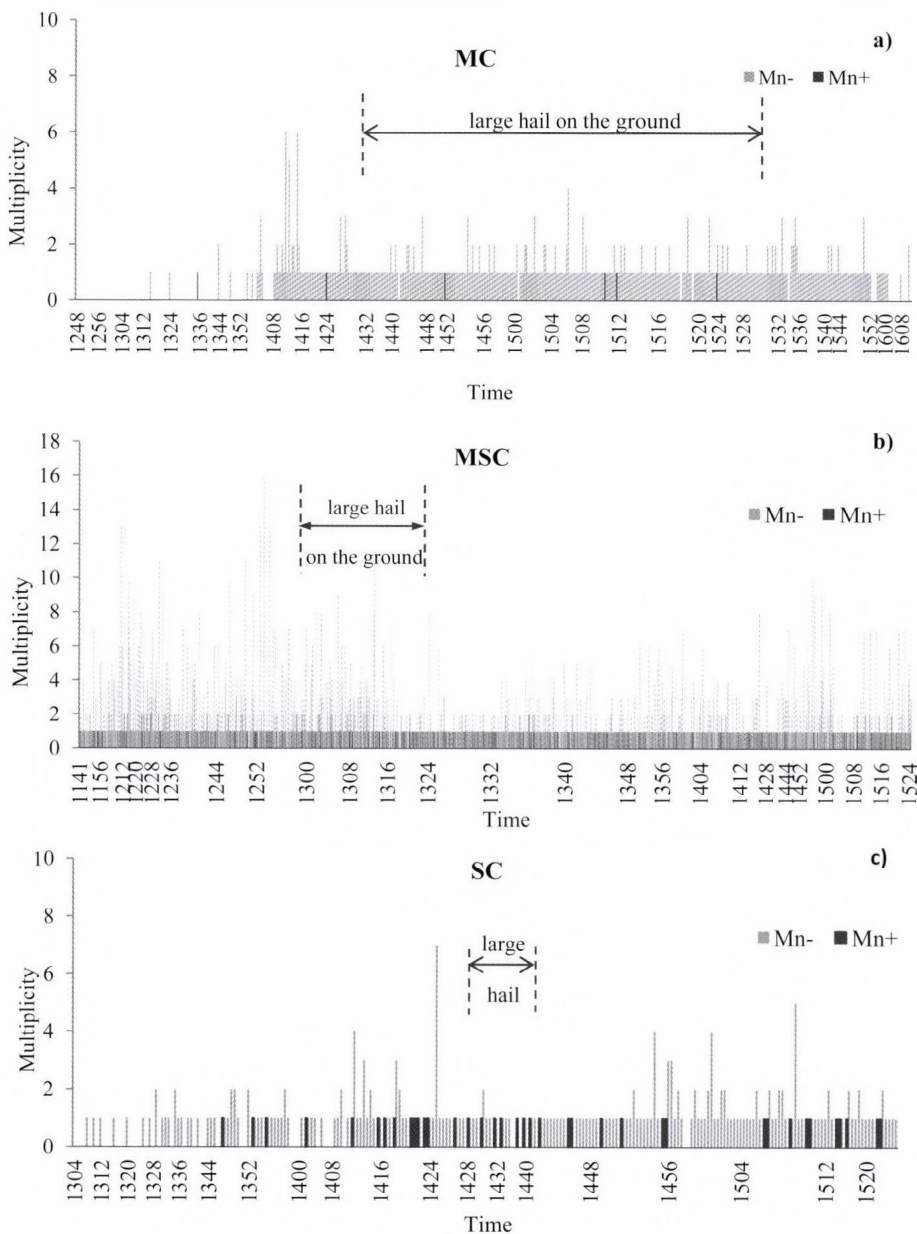 a)
MC
Mn- Mn+
large hail on the ground
Multiplicity
10
8
6
4
2
0
1248 1256 1304 1312 1324 1336 1344 1352 1408 1416 1424 1432 1440 1448 1452 1456 1500 1504 1508 1512 1516 1520 1524 1528 1532 1536 1540 1544 1552 1600 1608
Time
b)
MSC
Mn- Mn+
large hail
on the ground
Multiplicity
18
16
14
12
10
8
6
4
2
0
1141 1156 1212 1220 1228 1236 1244 1252 1300 1308 1316 1324 1332 1340 1348 1356 1404 1412 1428 1444 1452 1500 1508 1516 1524
Time
c)
SC
Mn- Mn+
large
hail
Multiplicity
10
8
6
4
2
0
1304 1312 1320 1328 1336 1344 1352 1400 1408 1416 1424 1428 1432 1440 1448 1456 1504 1512 1520
Time